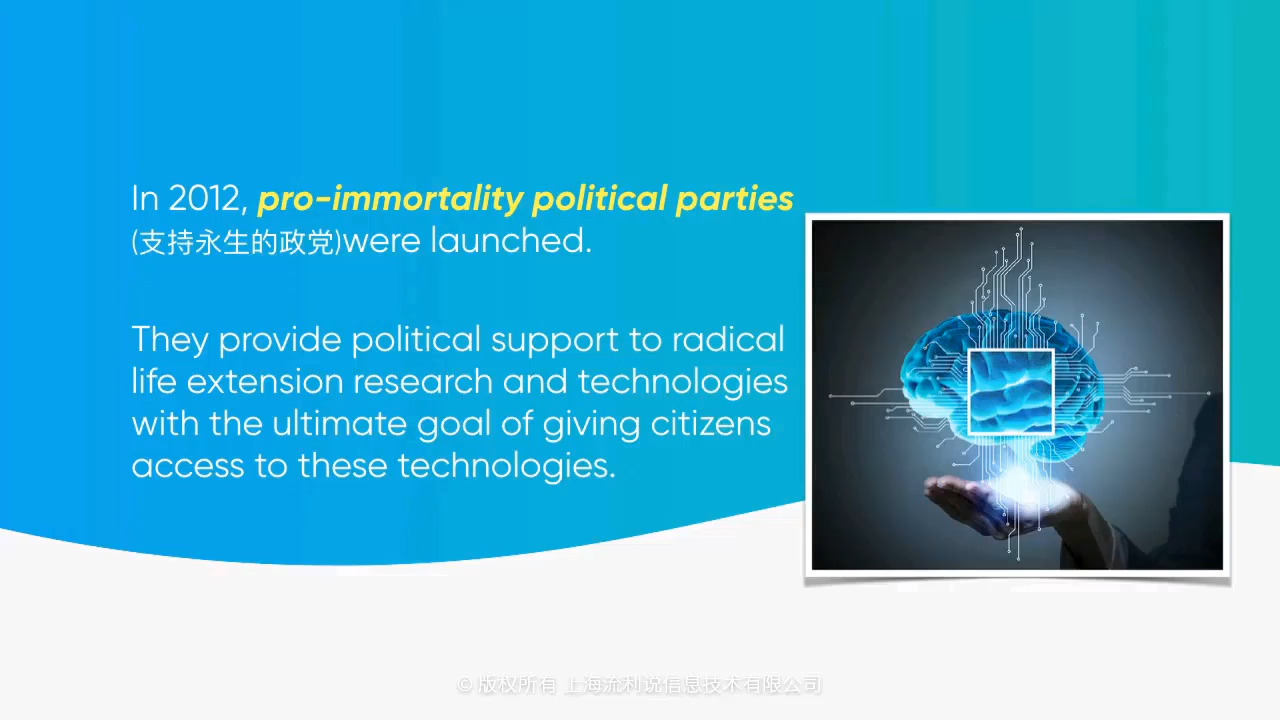 In 2012, pro-immortality political parties
(支持永生的政党)were launched.
They provide political support to radical
life extension research and technologies
with the ultimate goal of giving citizens
access to these technologies.
© 版权所有 上海流利说信息技术有限公司